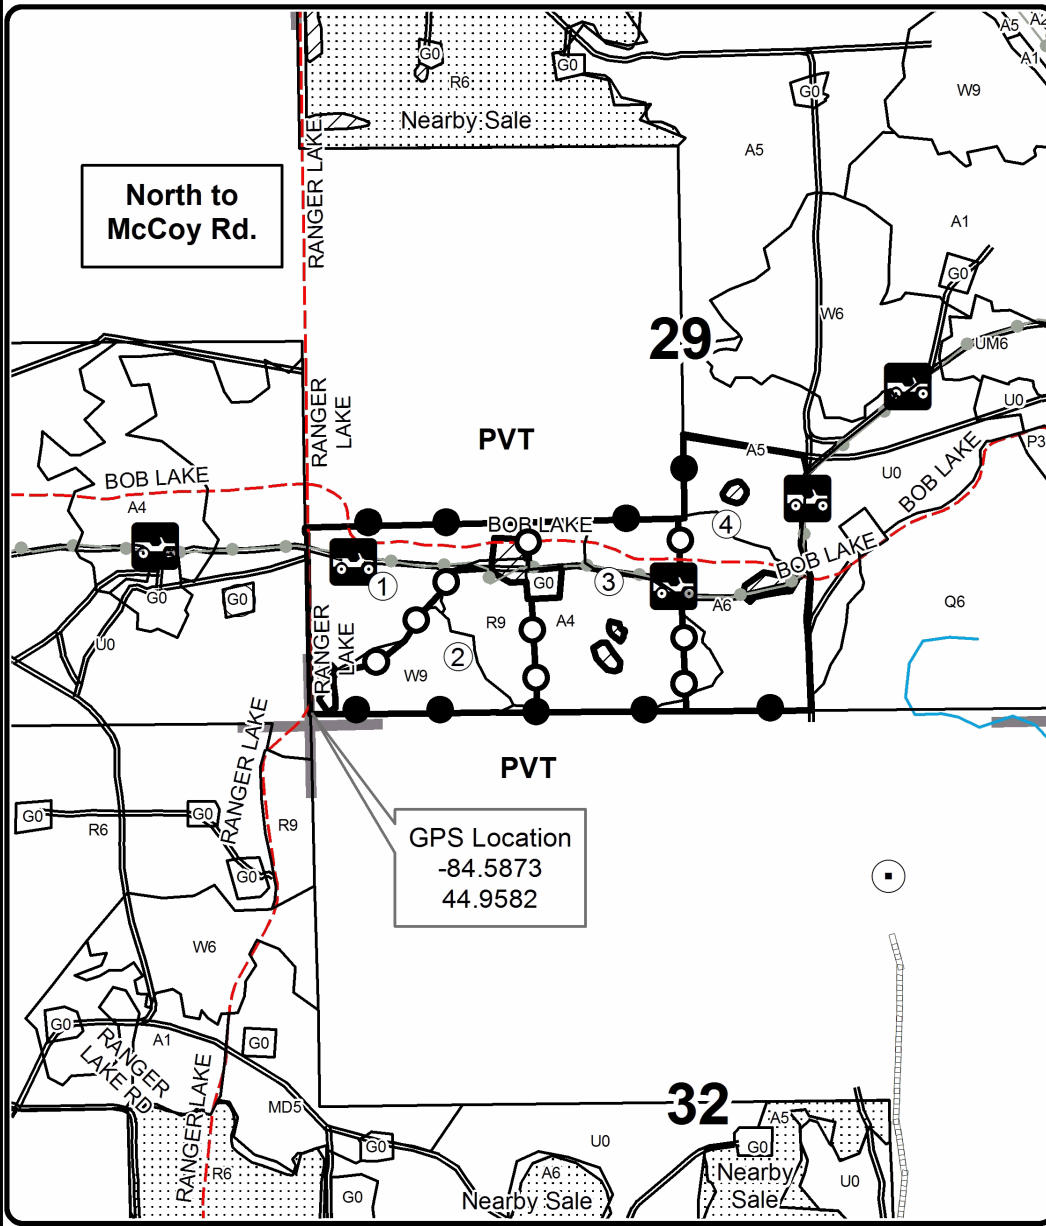 A5
A2
A1
G0
R6
G0
Nearby Sale
G0
W9
A5
RANGER LAKE
North to
McCoy Rd.
A1
G0
W6
29
UM6
U0
RANGER
LAKE
PVT
A5
P3
BOB LAKE
U0
BOB LAKE
A4
BOB LAKE
4
BOB LAKE
1
G0
3
A6
G0
G0
Q6
R9
A4
U0
RANGER
LAKE
2
W9
RANGER LAKE
PVT
G0
G0
R6
R9
GPS Location
-84.5873
44.9582
G0
W6
G0
A1
G0
RANGER
LAKE RD
RANGER LAKE
MD5
32
A5
G0
U0
G0
R6
A6
Nearby
Sale
U0
G0
Nearby Sale